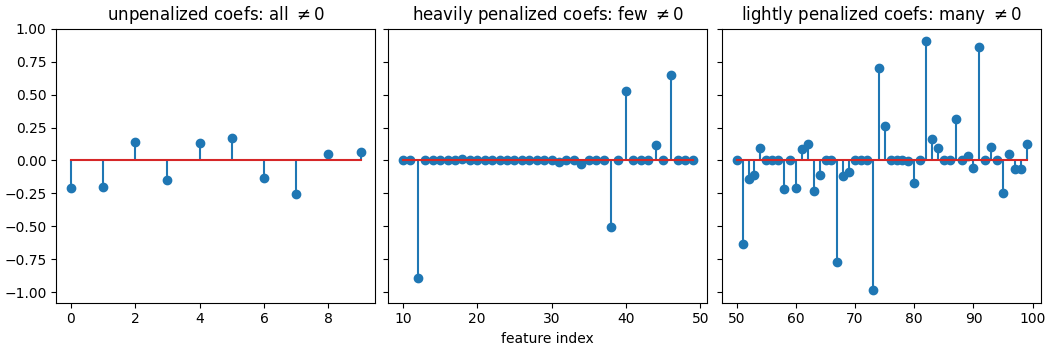 unpenalized coefs: all ≠0
heavily penalized coefs: few ≠0
lightly penalized coefs: many ≠0
1.00
0.75
0.50
0.25
0.00
−0.25
−0.50
−0.75
−1.00
0 2 4 6 8
10 20 30 40 50
50 60 70 80 90 100
feature index